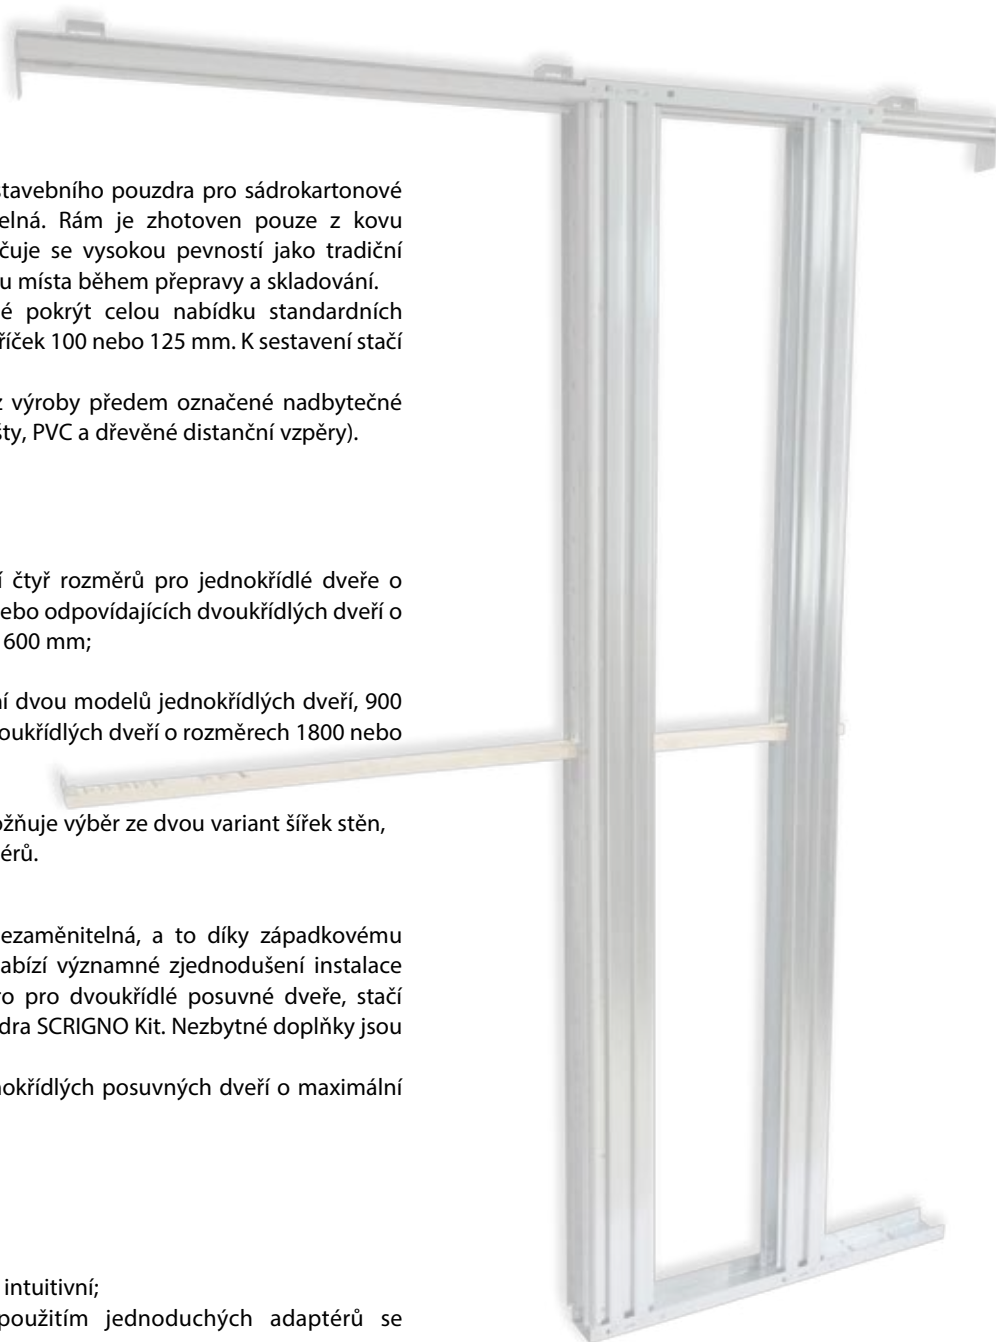 stavebního pouzdra pro sádrokartonové
elná. Rám je zhotoven pouze z kovu
čuje se vysokou pevností jako tradiční
u místa během přepravy a skladování.
é pokrýt celou nabídku standardních
říček 100 nebo 125 mm. K sestavení stačí
z výroby předem označené nadbytečné
šty, PVC a dřevěné distanční vzpěry).
í čtyř rozměrů pro jednokřídlé dveře o
ebo odpovídajících dvoukřídlých dveří o
1600 mm;
ní dvou modelů jednokřídlých dveří, 900
oukřídlých dveří o rozměrech 1800 nebo
ožňuje výběr ze dvou variant šířek stěn,
érů.
ezaměnitelná, a to díky západkovému
abízí významné zjednodušení instalace
o pro dvoukřídlé posuvné dveře, stačí
dra SCRIGNO Kit. Nezbytné doplňky jsou
nokřídlých posuvných dveří o maximální
intuitivní;
použitím jednoduchých adaptérů se